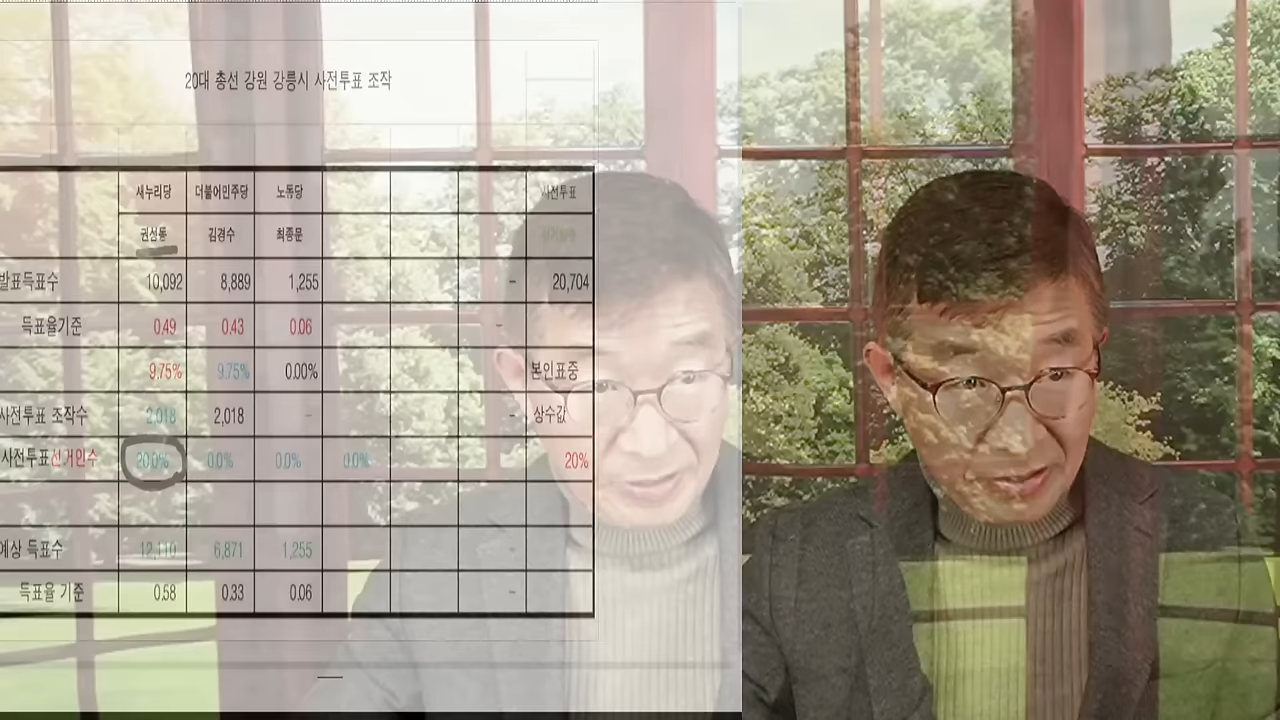 20대 총선 강원 강릉시 사전투표 조작
새누리당 더불어민주당 노동당 사전투표
권성동 김경수 최종문
발표득표수 10,092 8,889 1,255 - 20,704
득표율기준 0.49 0.43 0.06 -
9.75% 9.75% 0.00% 본인표중
사전투표 조작수 2,018 2,018 - - 상수값
사전투표선거인수 20.0% 0.0% 0.0% 0.0% 20%
예상 득표수 12,110 6,871 1,255 -
득표율 기준 0.58 0.33 0.06 -